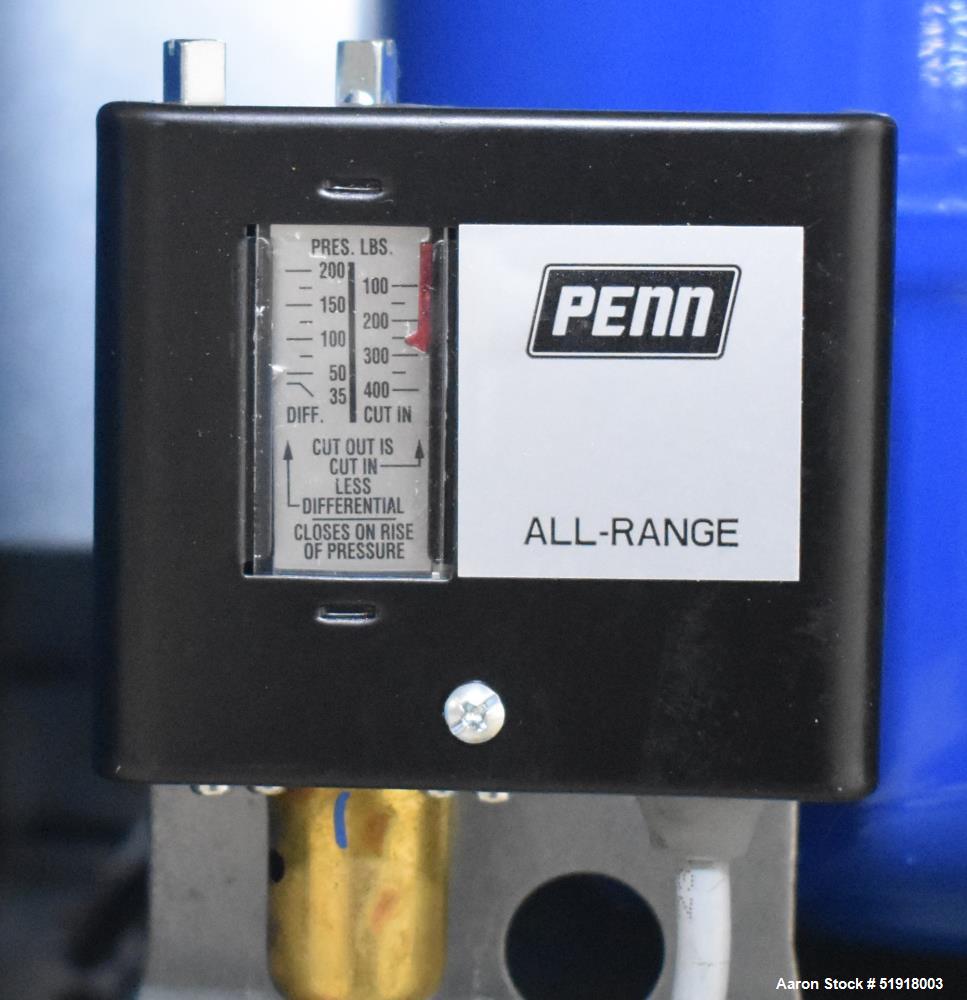 PRES. LBS.
200
150
100
50
35
DIFF.
100
200
300
400
CUT IN
CUT OUT IS
CUT IN
LESS
DIFFERENTIAL
CLOSES ON RISE
OF PRESSURE
PENN
ALL-RANGE
Aaron Stock # 51918003